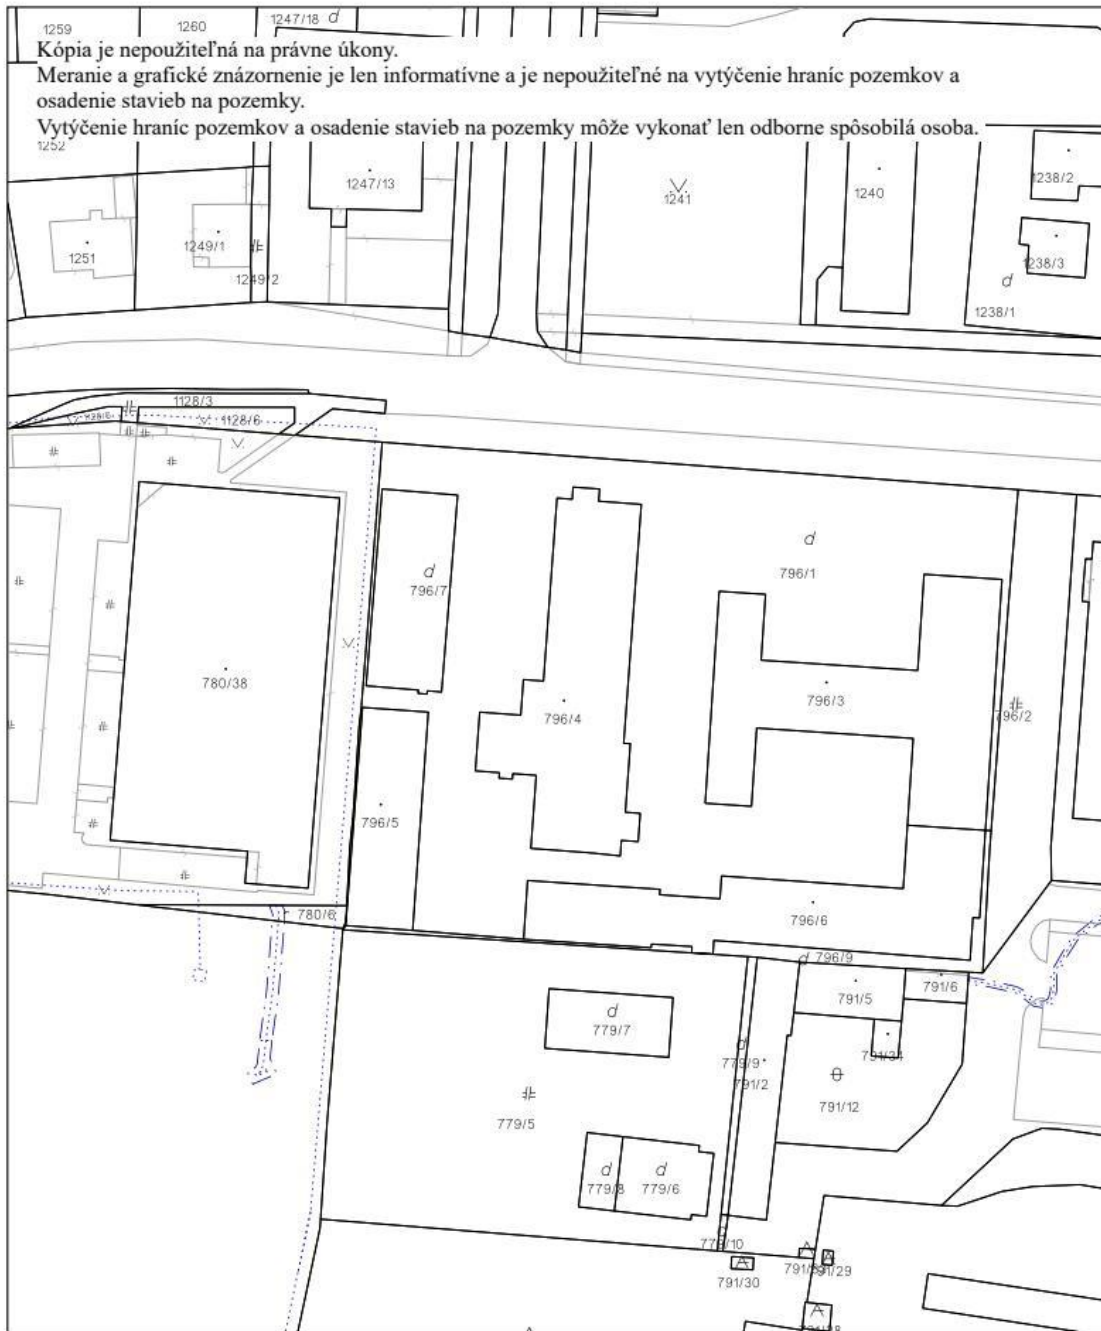 1259
1260
1247/18
d
Kópia je nepoužiteľná na právne úkony.
Meranie a grafické znázornenie je len informatívne a je nepoužiteľné na vytýčenie hraníc pozemkov a
osadenie stavieb na pozemky.
Vytýčenie hraníc pozemkov a osadenie stavieb na pozemky môže vykonať len odborne spôsobilá osoba.
1252
1247/13
1241
1240
1238/2
1251
1249/1
1249/2
1238/3
d
1238/1
1128/3
1128/6
d
796/7
d
796/1
780/38
796/4
796/3
796/2
796/5
780/6
796/6
d
796/9
791/5
791/6
d
779/7
791/31
d
779/9
791/2
791/12
779/5
d
779/8
d
779/6
779/10
791/30
791/29